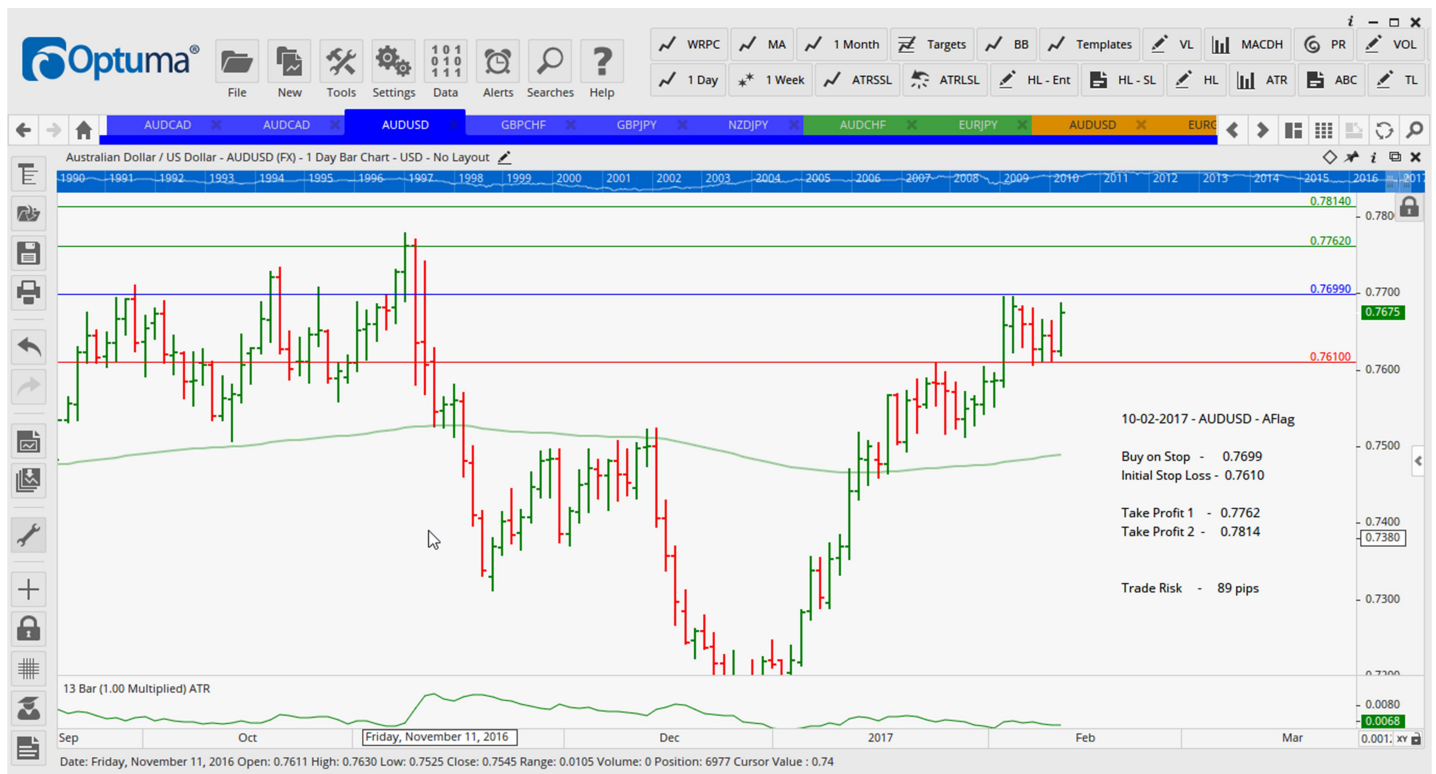 Optuma®
File New Tools Settings Data Alerts Searches Help
WRPC MA 1 Month Targets BB Templates VL MACDH PR VOL
1 Day 1 Week ATRSSL ATRLSL HL - Ent HL - SL HL ATR ABC TL
AUDCAD AUDCAD AUDUSD GBPCHF GBPJPY NZDJPY AUDCHF EURJPY AUDUSD EURG
Australian Dollar / US Dollar - AUDUSD (FX) - 1 Day Bar Chart - USD - No Layout
1990 1991 1992 1993 1994 1995 1996 1997 1998 1999 2000 2001 2002 2003 2004 2005 2006 2007 2008 2009 2010 2011 2012 2013 2014 2015 2016 2017
0.78140
0.780
0.77620
0.76990
0.7700
0.7675
0.76100
0.7600
10-02-2017 - AUDUSD - AFlag
0.7500
Buy on Stop - 0.7699
Initial Stop Loss - 0.7610
Take Profit 1 - 0.7762
0.7400
Take Profit 2 - 0.7814
0.7380
Trade Risk - 89 pips
0.7300
13 Bar (1.00 Multiplied) ATR
0.0080
0.0068
Sep Oct Friday, November 11, 2016 Dec 2017 Feb Mar 0.0012 XY
Date: Friday, November 11, 2016 Open: 0.7611 High: 0.7630 Low: 0.7525 Close: 0.7545 Range: 0.0105 Volume: 0 Position: 6977 Cursor Value : 0.74